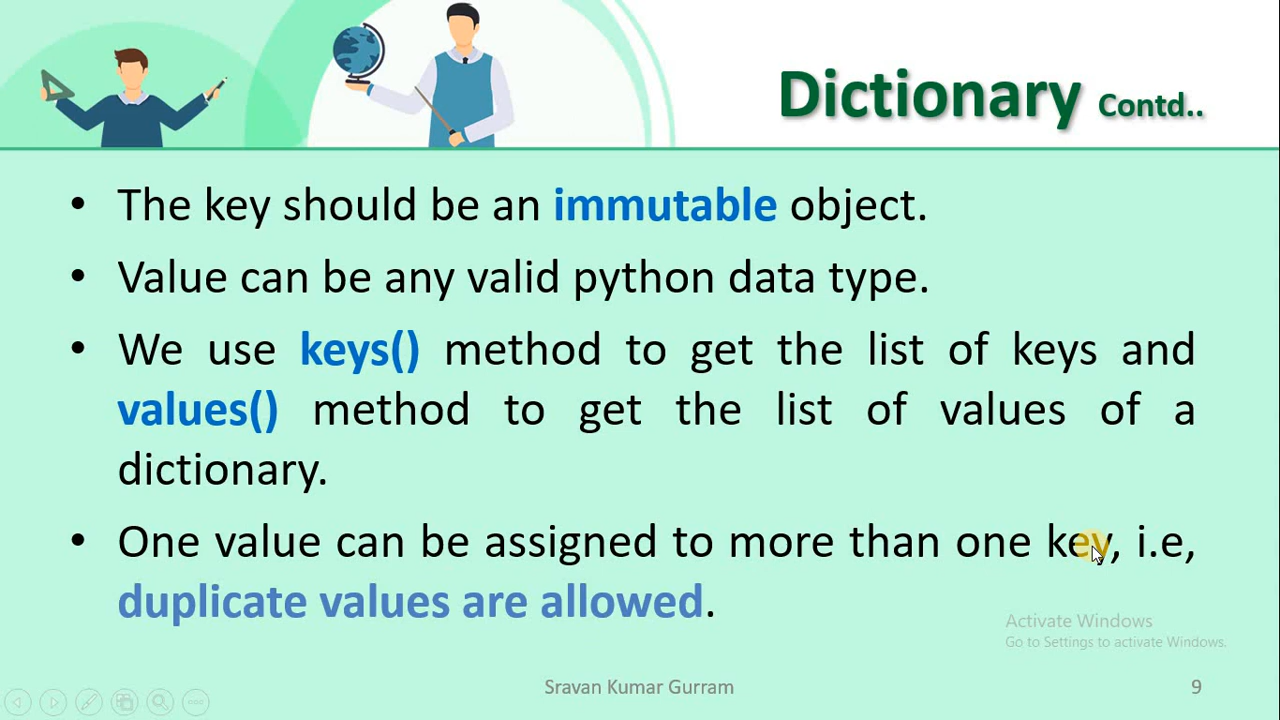 Dictionary Contd..
• The key should be an immutable object.
• Value can be any valid python data type.
• We use keys() method to get the list of keys and
values() method to get the list of values of a
dictionary.
• One value can be assigned to more than one key, i.e,
duplicate values are allowed.
Activate Windows
Go to Settings to activate Windows.
Sravan Kumar Gurram
9